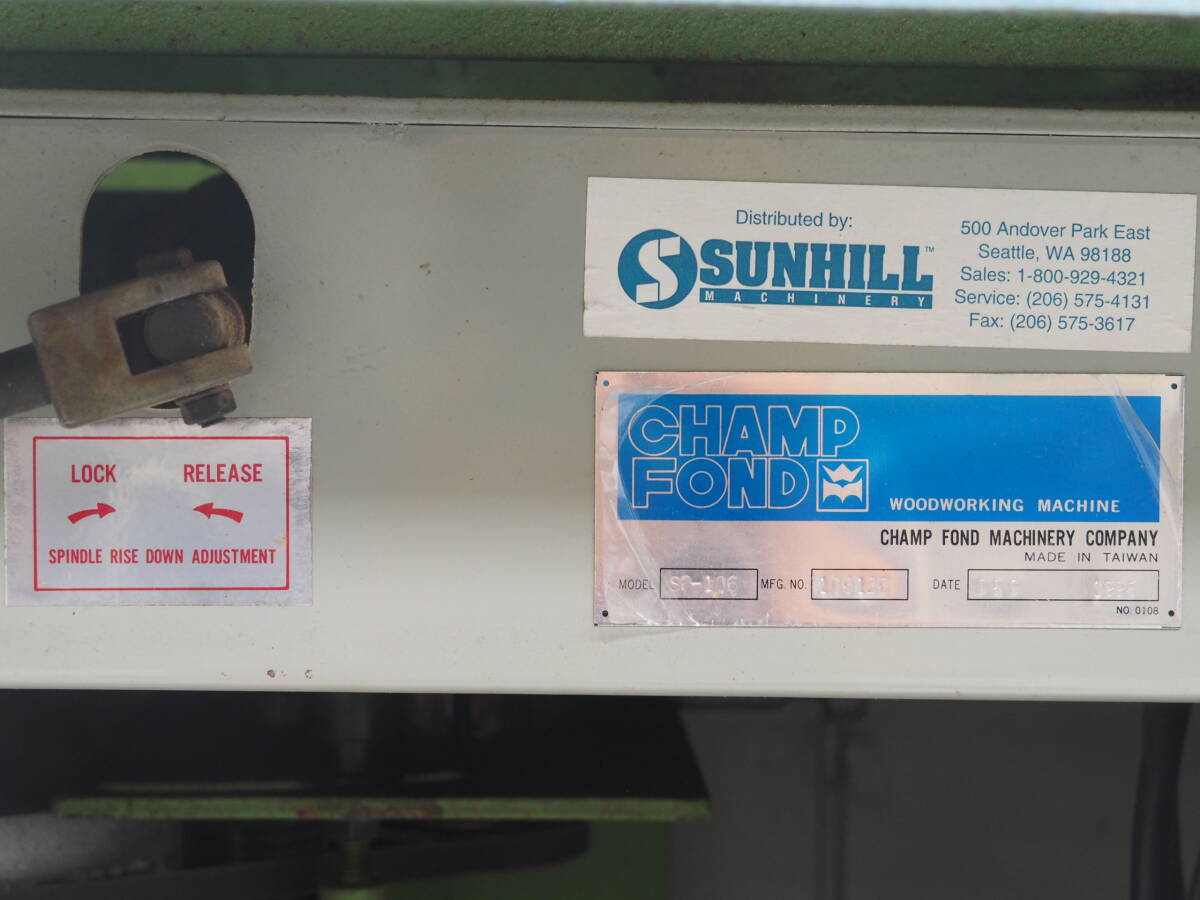 Distributed by:
S SUNHILL™
MACHINERY
500 Andover Park East
Seattle, WA 98188
Sales: 1-800-929-4321
Service: (206) 575-4131
Fax: (206) 575-3617
CHAMP
FOND
WOODWORKING MACHINE
CHAMP FOND MACHINERY COMPANY
MADE IN TAIWAN
MODEL MFG. NO. DATE
NO. 0108
LOCK RELEASE
SPINDLE RISE DOWN ADJUSTMENT